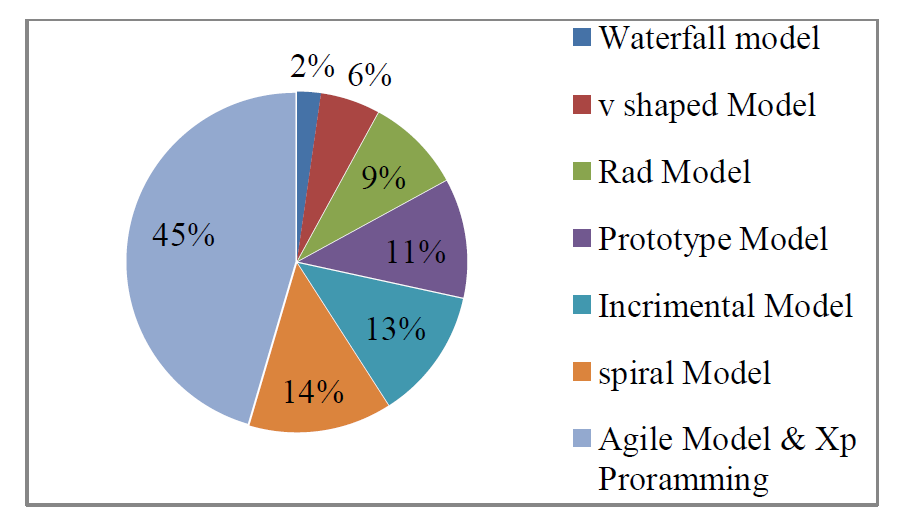 2%
6%
9%
11%
13%
14%
45%
Waterfall model
v shaped Model
Rad Model
Prototype Model
Incrimental Model
spiral Model
Agile Model & Xp
Proramming